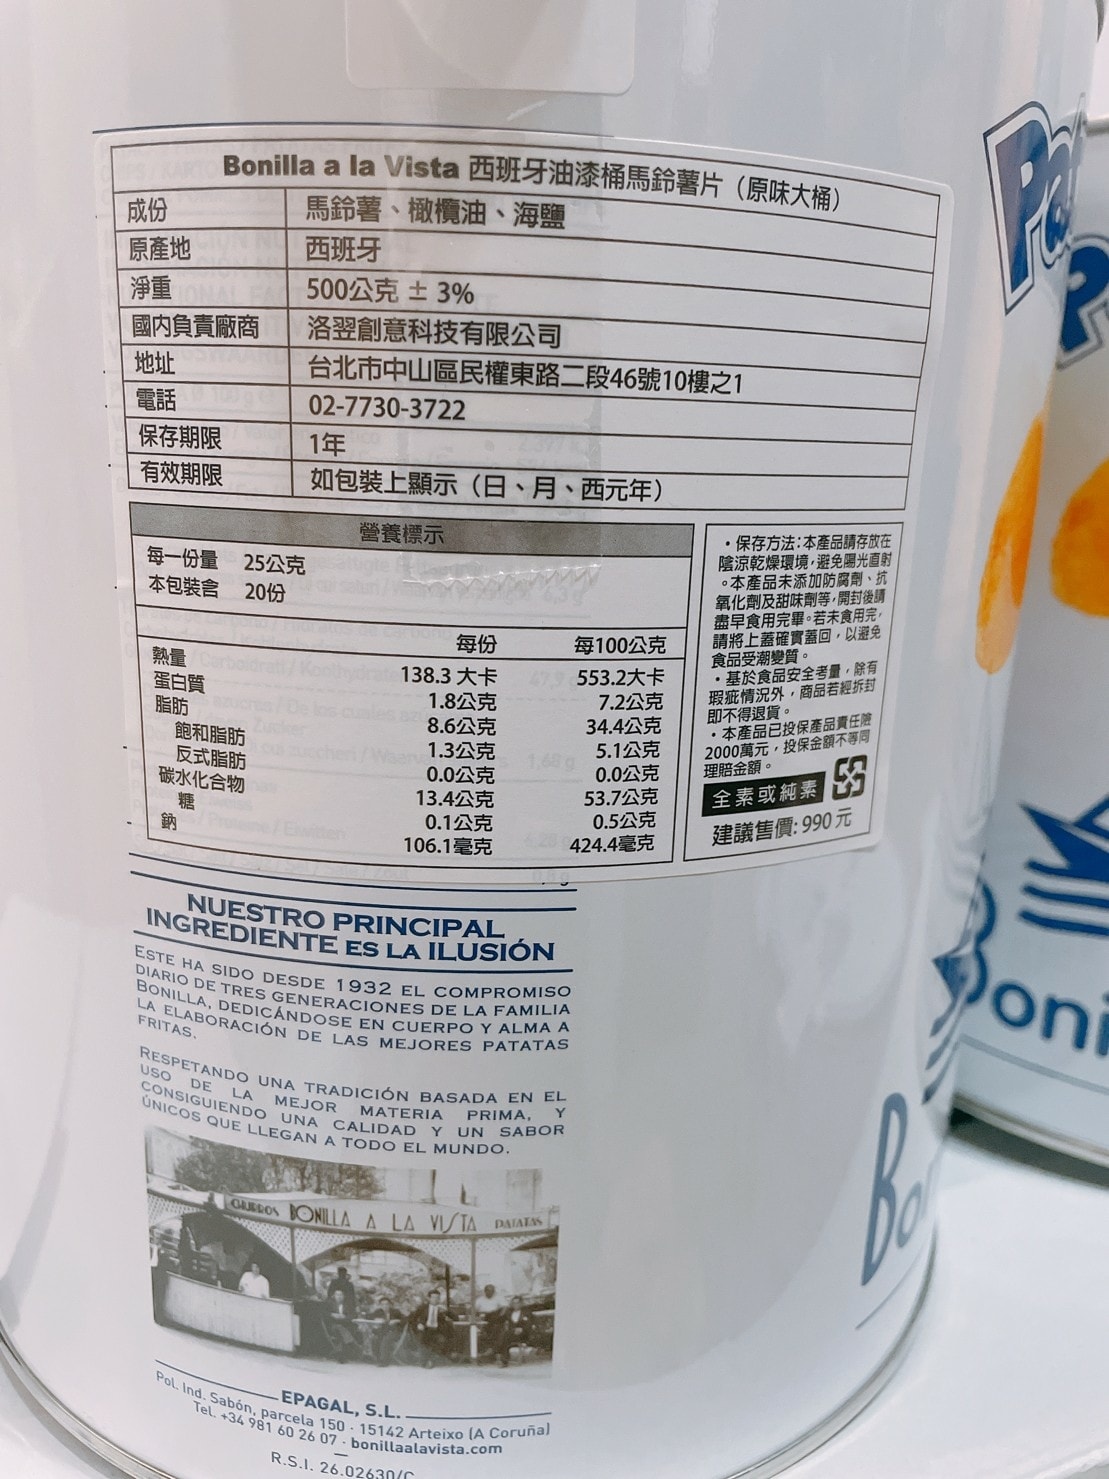 Bonilla a la Vista 西班牙油漆桶馬鈴薯片（原味大桶）
成份 馬鈴薯、橄欖油、海鹽
原產地 西班牙
淨重 500公克 ± 3%
國內負責廠商 洛翌創意科技有限公司
地址 台北市中山區民權東路二段46號10樓之1
電話 02-7730-3722
保存期限 1年
有效期限 如包裝上顯示（日、月、西元年）
營養標示
每一份量 25公克
本包裝含 20份
每份 每100公克
熱量 138.3 大卡 553.2大卡
蛋白質 1.8公克 7.2公克
脂肪 8.6公克 34.4公克
飽和脂肪 1.3公克 5.1公克
反式脂肪 0.0公克 0.0公克
碳水化合物 13.4公克 53.7公克
糖 0.1公克 0.5公克
鈉 106.1毫克 424.4毫克
・保存方法：本產品請存放在
陰涼乾燥環境，避免陽光直射
。本產品未添加防腐劑、抗
氧化劑及甜味劑等，開封後請
盡早食用完畢。若未食用完，
請將上蓋確實蓋回，以避免
食品受潮變質。
・基於食品安全考量，除有
瑕疵情況外，商品若經拆封
即不得退貨。
・本產品已投保產品責任險
2000萬元，投保金額不等同
理賠金額。
全素或純素
建議售價: 990 元
NUESTRO PRINCIPAL
INGREDIENTE ES LA ILUSIÓN
ESTE HA SIDO DESDE 1932 EL COMPROMISO
DIARIO DE TRES GENERACIONES DE LA FAMILIA
BONILLA, DEDICÁNDOSE EN CUERPO Y ALMA A
LA ELABORACIÓN DE LAS MEJORES PATATAS
FRITAS.
RESPETANDO UNA TRADICIÓN BASADA EN EL
USO DE LA MEJOR MATERIA PRIMA, Y
CONSIGUIENDO UNA CALIDAD Y UN SABOR
ÚNICOS QUE LLEGAN A TODO EL MUNDO.
CHURROS BONILLA A LA VISTA PATATAS
EPAGAL, S.L.
Pol. Ind. Sabón, parcela 150 · 15142 Arteixo (A Coruña)
Tel. +34 981 60 26 07 · bonillaalavista.com
R.S.I. 26.02630/C
Pat
Bo
Boni